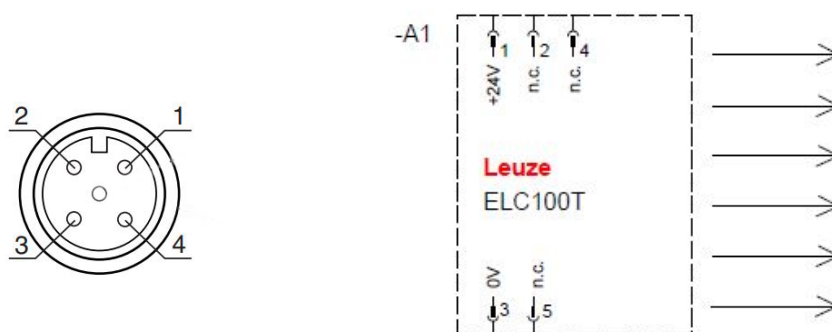 2 1
3 4
-A1
1 2 4
+24V n.c. n.c.
Leuze
ELC100T
0V n.c.
3 5